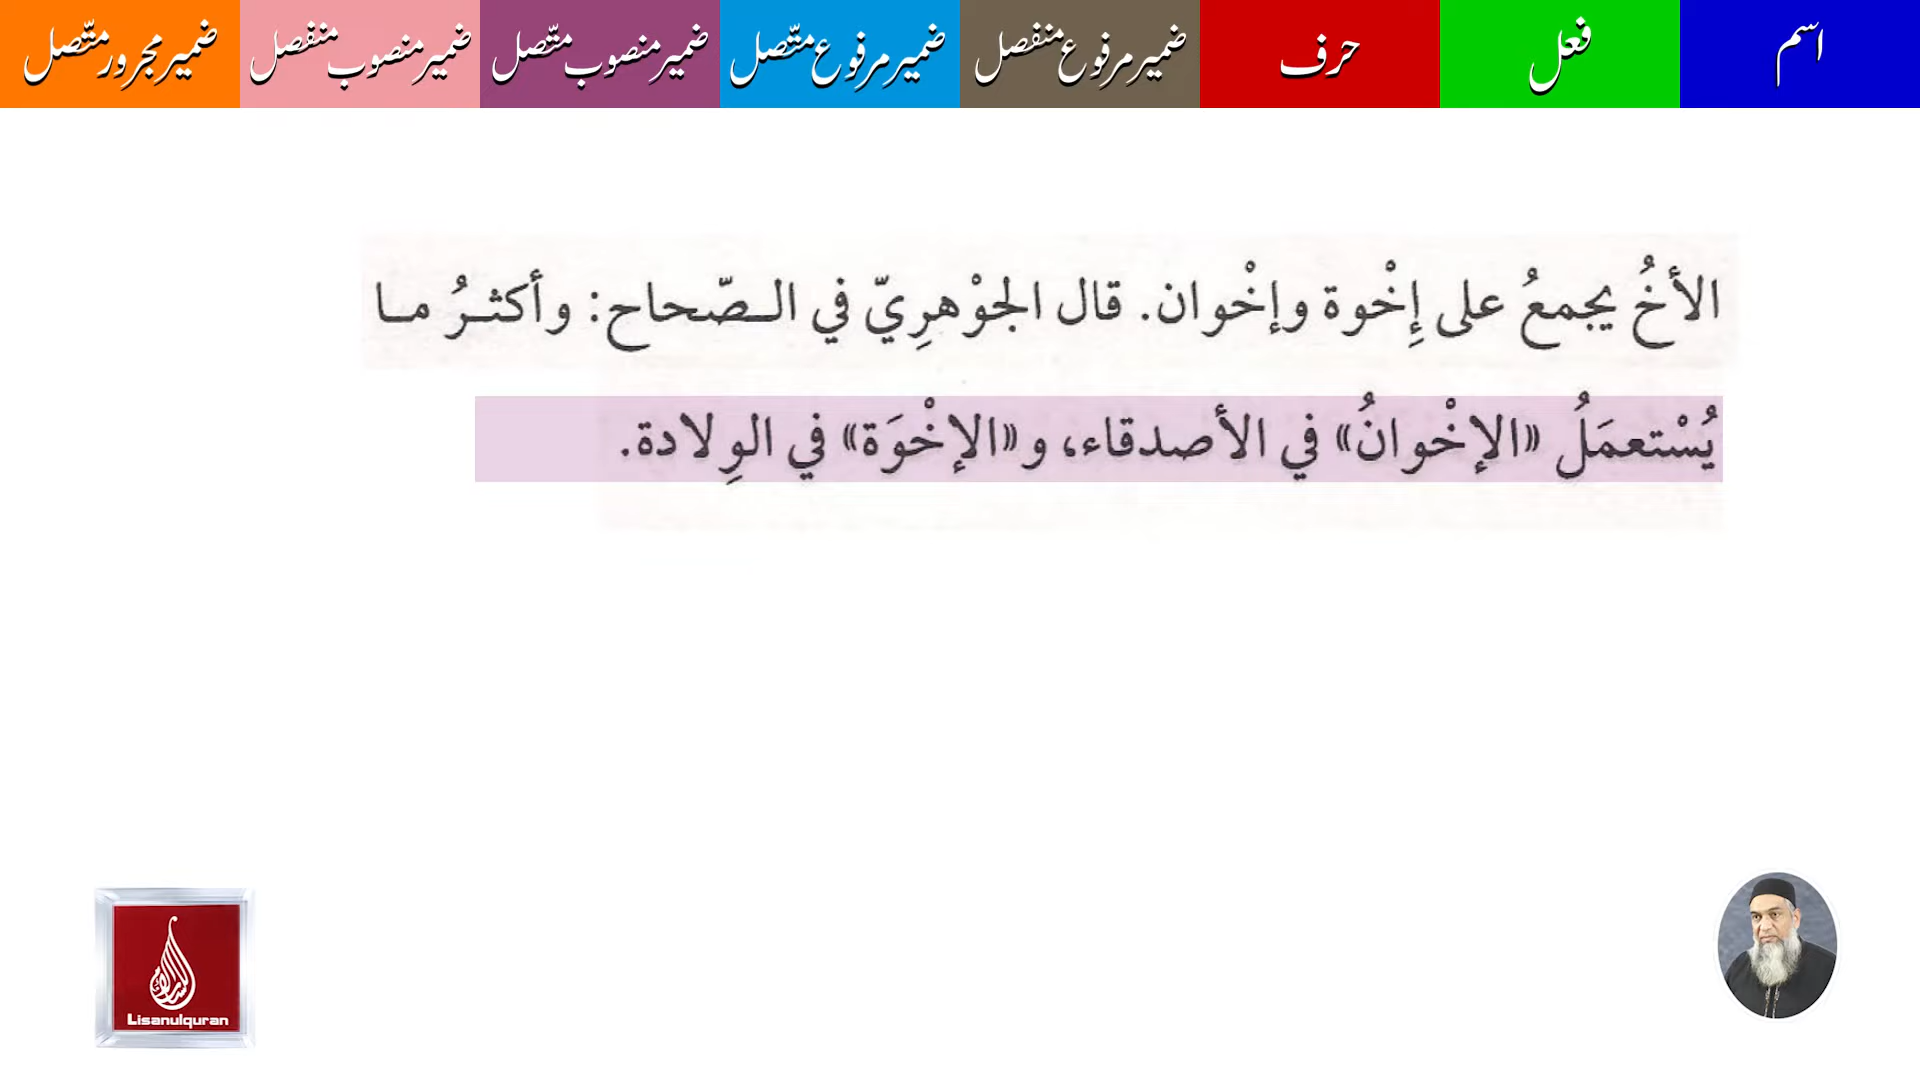 اسم
فعل
حرف
ضمیر مرفوع منفصل
ضمیر مرفوع متّصل
ضمیر منصوب متّصل
ضمیر منصوب منفصل
ضمیر مجرور متّصل
الأخُ يجمعُ على إِخْوة وإخْوان. قال الجوْهرِيّ في الصّحاح: وأكثرُ ما
يُسْتعمَلُ «الإخْوانُ» في الأصدقاء، و«الإخْوَة» في الوِلادة.
Lisanulquran